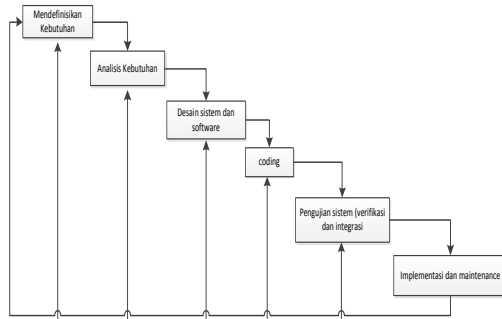 Mendefinisikan
Kebutuhan
Analisis Kebutuhan
Desain sistem dan
software
coding
Pengujian sistem (verifikasi
dan integrasi
Implementasi dan maintenance